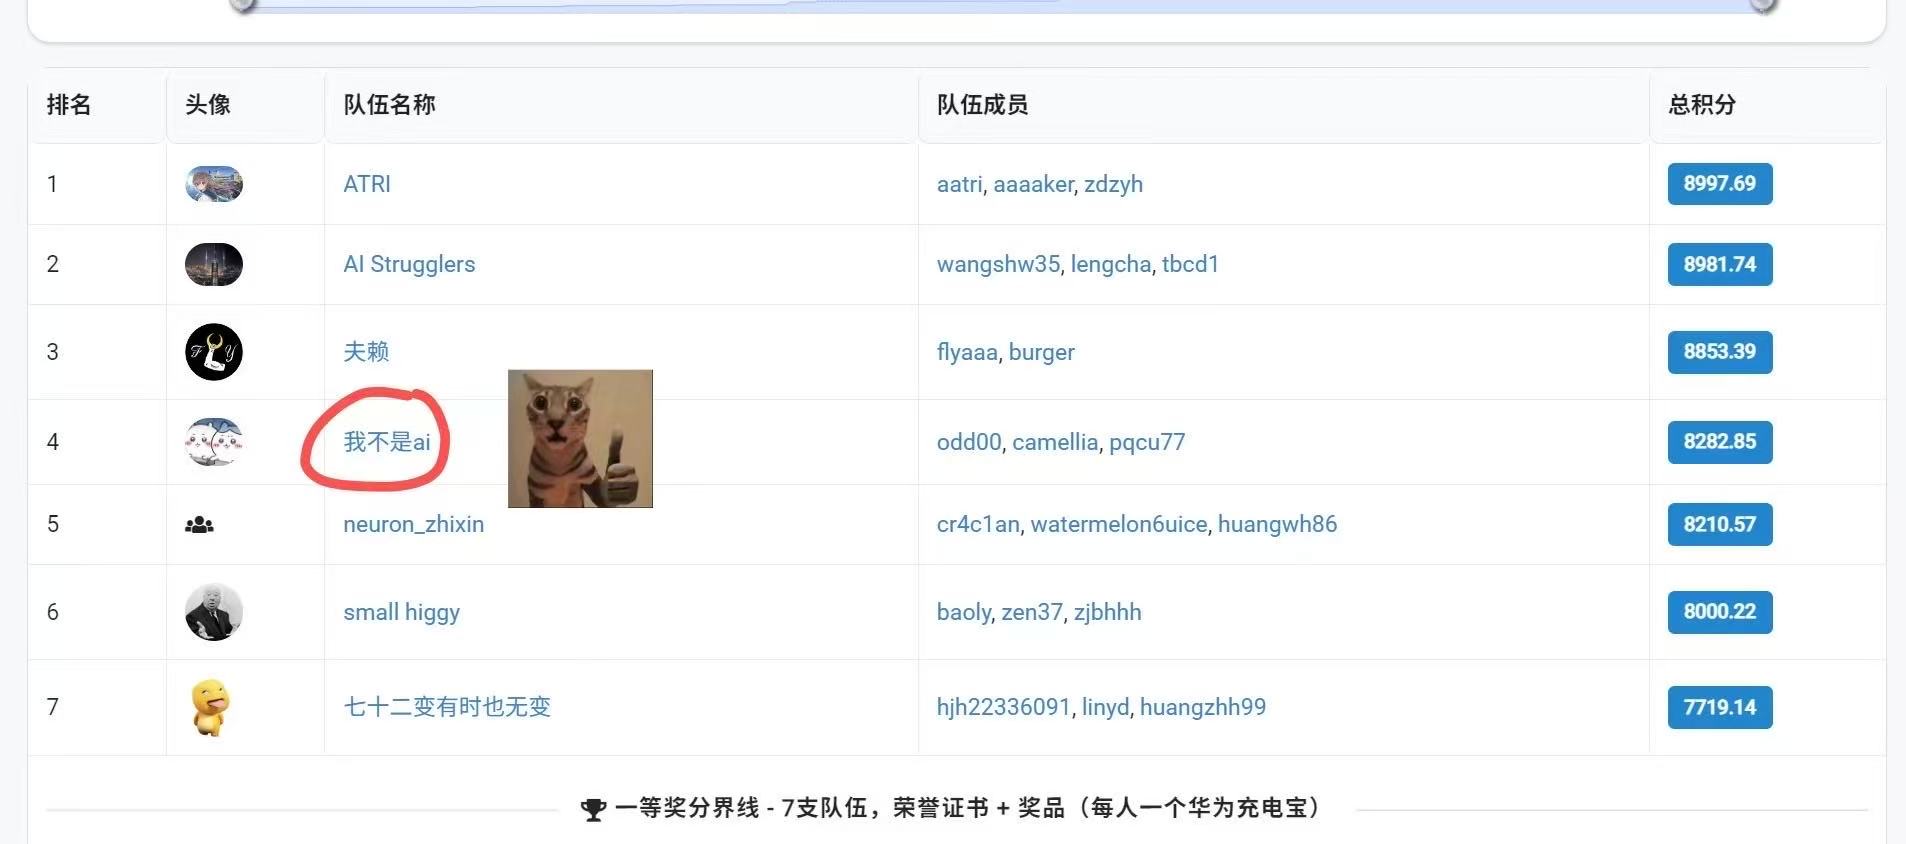 排名 头像 队伍名称 队伍成员 总积分
1 ATRI aatri, aaaaker, zdzyh 8997.69
2 AI Strugglers wangshw35, lengcha, tbcd1 8981.74
3 夫赖 flyaaa, burger 8853.39
4 我不是ai odd00, camellia, pqcu77 8282.85
5 neuron_zhixin cr4c1an, watermelon6uice, huangwh86 8210.57
6 small higgy baoly, zen37, zjbhhh 8000.22
7 七十二变有时也无变 hjh22336091, linyd, huangzhh99 7719.14
一等奖分界线 - 7支队伍，荣誉证书 + 奖品（每人一个华为充电宝）